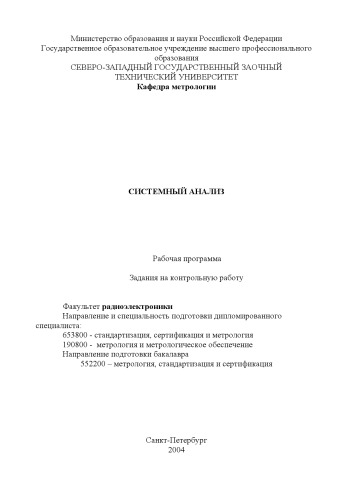 Министерство образования и науки Российской Федерации
Государственное образовательное учреждение высшего профессионального
образования
СЕВЕРО-ЗАПАДНЫЙ ГОСУДАРСТВЕННЫЙ ЗАОЧНЫЙ
ТЕХНИЧЕСКИЙ УНИВЕРСИТЕТ
Кафедра метрологии
СИСТЕМНЫЙ АНАЛИЗ
Рабочая программа
Задания на контрольную работу
Факультет радиоэлектроники
Направление и специальность подготовки дипломированного
специалиста:
653800 - стандартизация, сертификация и метрология
190800 - метрология и метрологическое обеспечение
Направление подготовки бакалавра
552200 – метрология, стандартизация и сертификация
Санкт-Петербург
2004